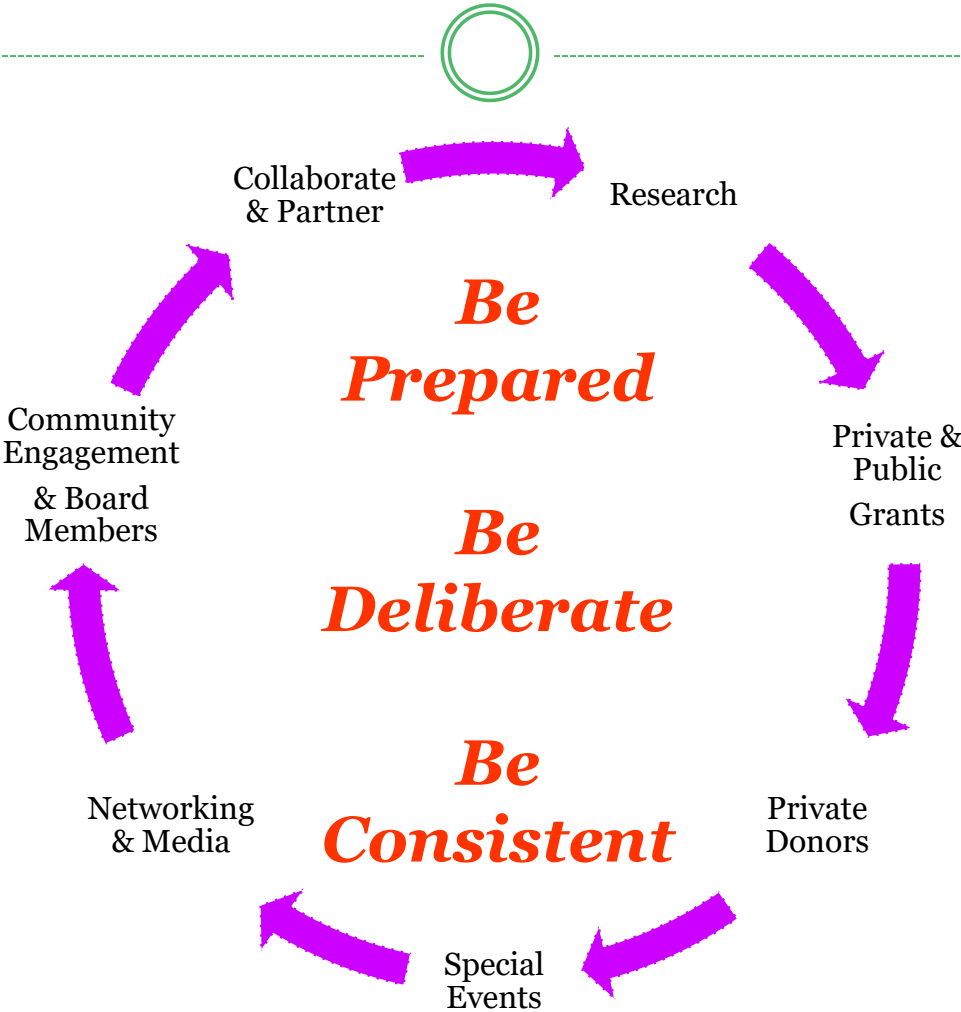 Collaborate
& Partner
Research
Be
Prepared
Community
Engagement
& Board
Members
Private &
Public
Grants
Be
Deliberate
Be
Consistent
Networking
& Media
Private
Donors
Special
Events